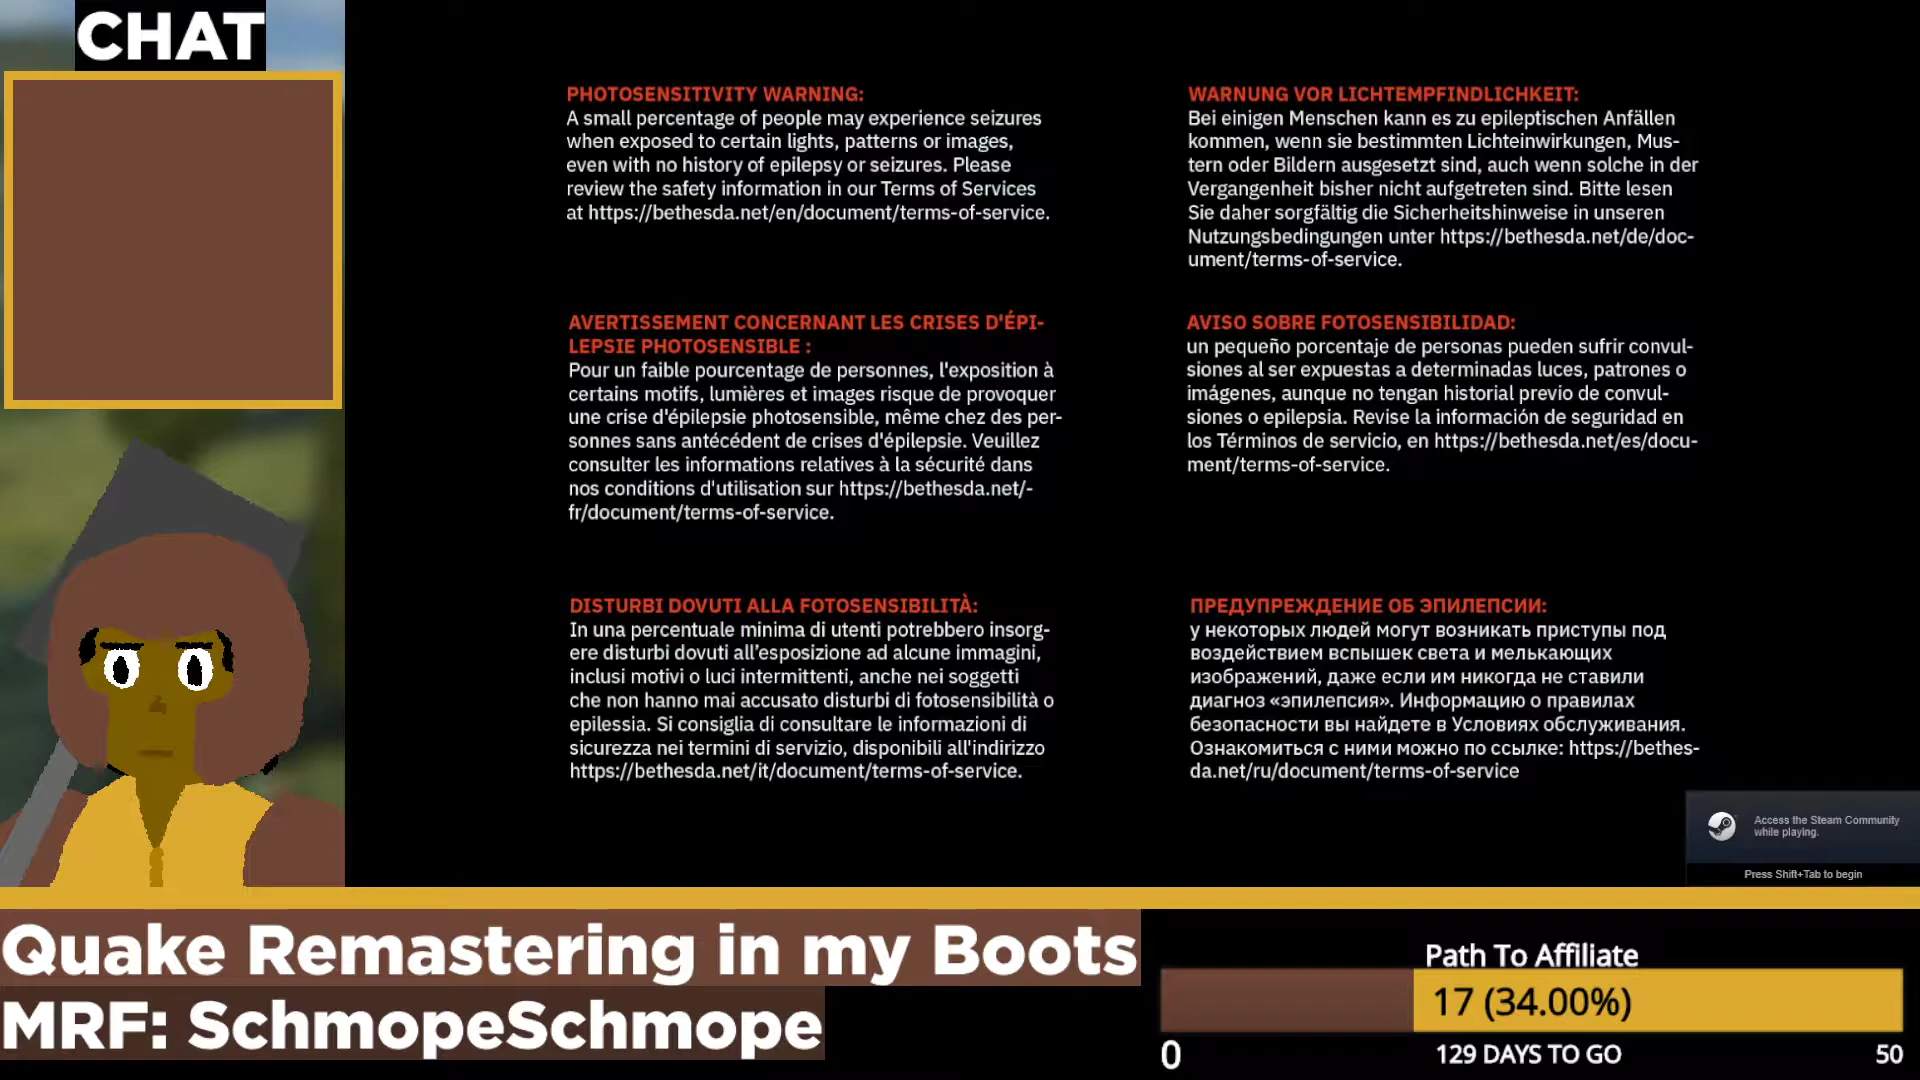 CHAT
PHOTOSENSITIVITY WARNING:
A small percentage of people may experience seizures
when exposed to certain lights, patterns or images,
even with no history of epilepsy or seizures. Please
review the safety information in our Terms of Services
at https://bethesda.net/en/document/terms-of-service.
WARNUNG VOR LICHTEMPFINDLICHKEIT:
Bei einigen Menschen kann es zu epileptischen Anfällen
kommen, wenn sie bestimmten Lichteinwirkungen, Mus-
tern oder Bildern ausgesetzt sind, auch wenn solche in der
Vergangenheit bisher nicht aufgetreten sind. Bitte lesen
Sie daher sorgfältig die Sicherheitshinweise in unseren
Nutzungsbedingungen unter https://bethesda.net/de/doc-
ument/terms-of-service.
AVERTISSEMENT CONCERNANT LES CRISES D'ÉPI-
LEPSIE PHOTOSENSIBLE :
Pour un faible pourcentage de personnes, l'exposition à
certains motifs, lumières et images risque de provoquer
une crise d'épilepsie photosensible, même chez des per-
sonnes sans antécédent de crises d'épilepsie. Veuillez
consulter les informations relatives à la sécurité dans
nos conditions d'utilisation sur https://bethesda.net/-
fr/document/terms-of-service.
AVISO SOBRE FOTOSENSIBILIDAD:
un pequeño porcentaje de personas pueden sufrir convul-
siones al ser expuestas a determinadas luces, patrones o
imágenes, aunque no tengan historial previo de convul-
siones o epilepsia. Revise la información de seguridad en
los Términos de servicio, en https://bethesda.net/es/docu-
ment/terms-of-service.
DISTURBI DOVUTI ALLA FOTOSENSIBILITÀ:
In una percentuale minima di utenti potrebbero insorg-
ere disturbi dovuti all'esposizione ad alcune immagini,
inclusi motivi o luci intermittenti, anche nei soggetti
che non hanno mai accusato disturbi di fotosensibilità o
epilessia. Si consiglia di consultare le informazioni di
sicurezza nei termini di servizio, disponibili all'indirizzo
https://bethesda.net/it/document/terms-of-service.
ПРЕДУПРЕЖДЕНИЕ ОБ ЭПИЛЕПСИИ:
у некоторых людей могут возникать приступы под
воздействием вспышек света и мелькающих
изображений, даже если им никогда не ставили
диагноз «эпилепсия». Информацию о правилах
безопасности вы найдете в Условиях обслуживания.
Ознакомиться с ними можно по ссылке: https://bethes-
da.net/ru/document/terms-of-service
Access the Steam Community
while playing.
Press Shift+Tab to begin
Quake Remastering in my Boots
MRF: SchmopeSchmope
Path To Affiliate
17 (34.00%)
0
129 DAYS TO GO
50